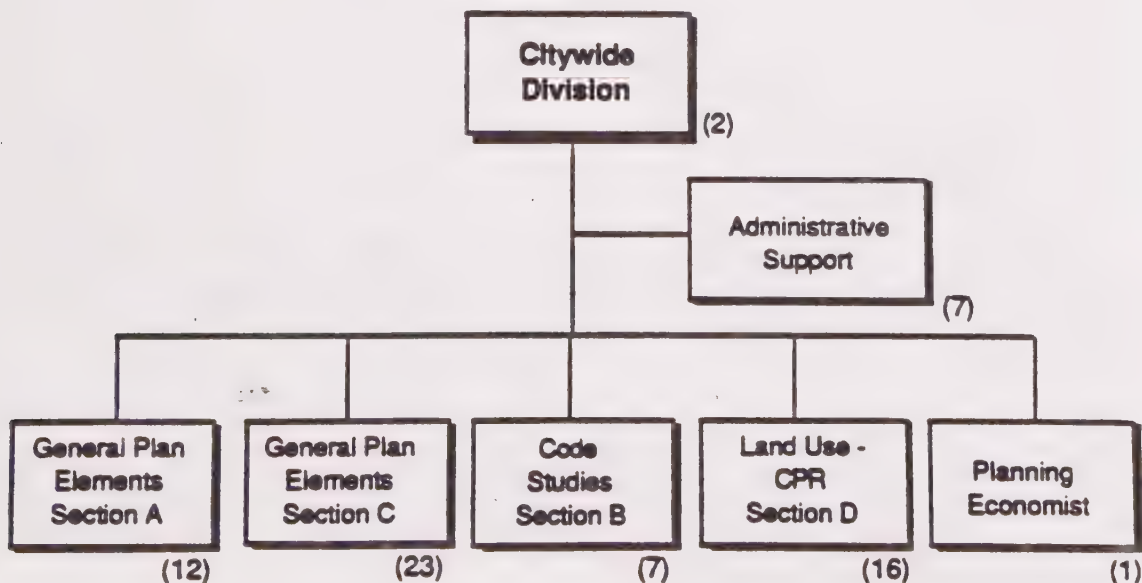 Citywide
Division
(2)
Administrative
Support
(7)
General Plan
Elements
Section A
(12)
General Plan
Elements
Section C
(23)
Code
Studies
Section B
(7)
Land Use -
CPR
Section D
(16)
Planning
Economist
(1)